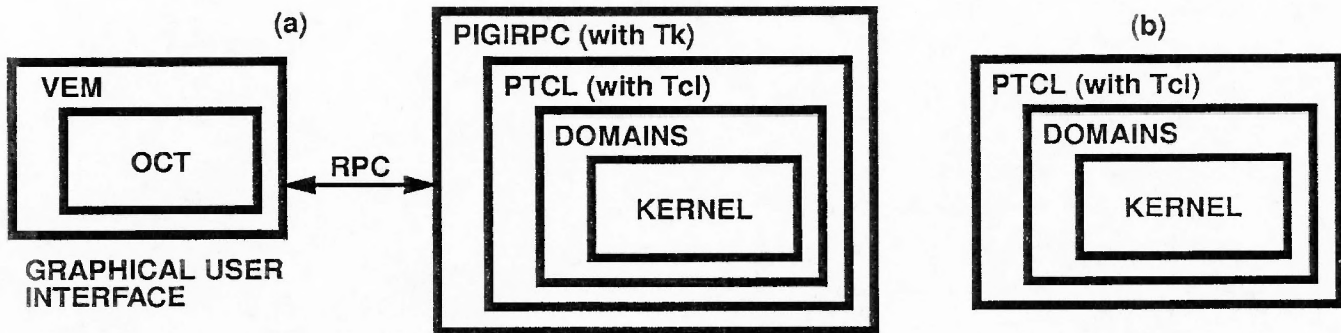 (a)
VEM
OCT
GRAPHICAL USER
INTERFACE
RPC
PIGIRPC (with Tk)
PTCL (with Tcl)
DOMAINS
KERNEL
(b)
PTCL (with Tcl)
DOMAINS
KERNEL